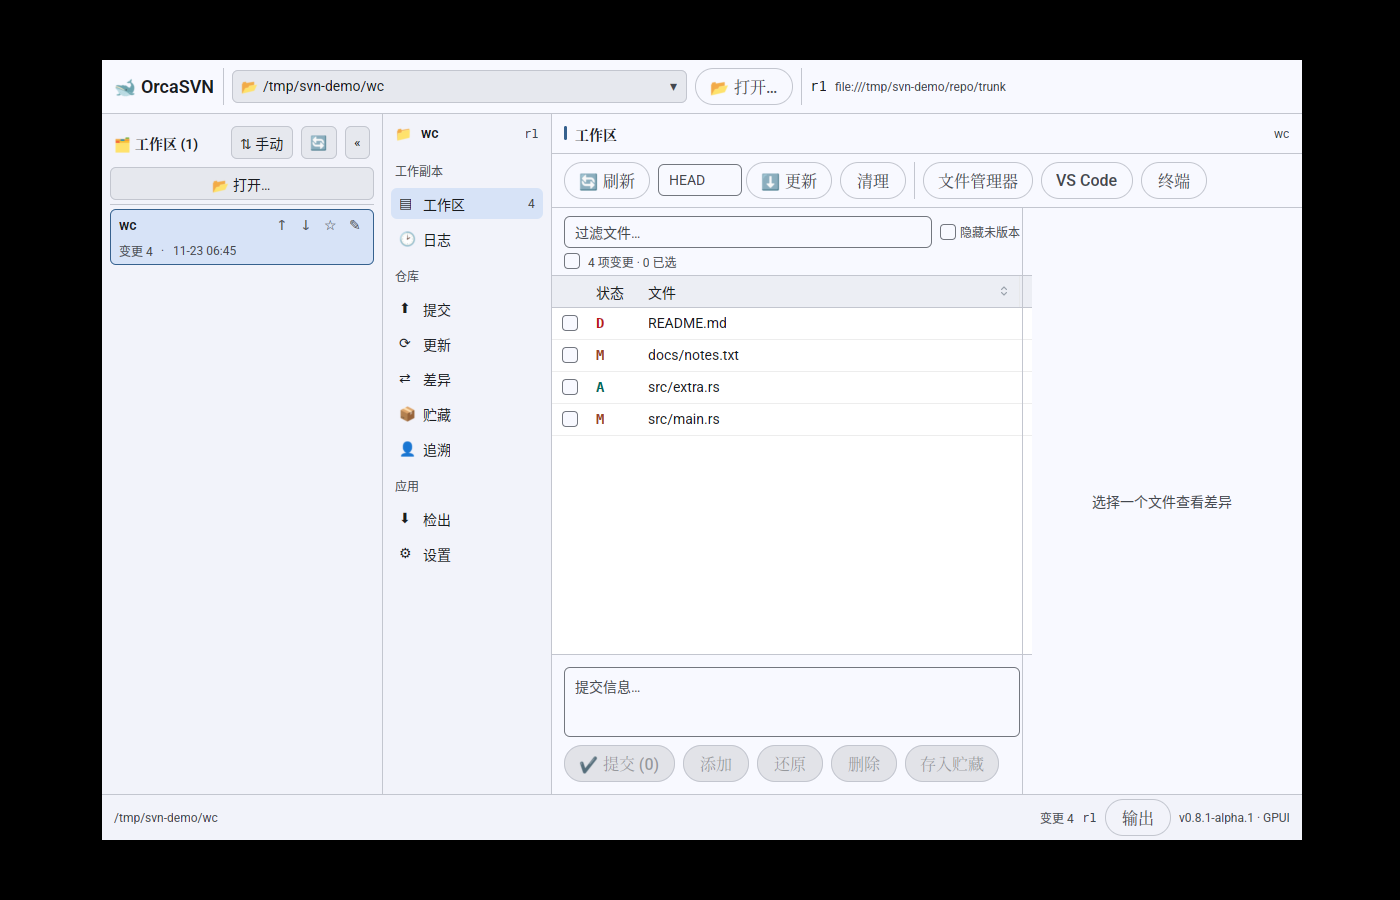 OrcaSVN
/tmp/svn-demo/wc
打开...
r1 file:///tmp/svn-demo/repo/trunk
工作区 (1)
手动
«
打开...
wc
变更 4 · 11-23 06:45
wc r1
工作副本
工作区 4
日志
仓库
提交
更新
差异
贮藏
追溯
应用
检出
设置
工作区 wc
刷新 HEAD 更新 清理 文件管理器 VS Code 终端
过滤文件... 隐藏未版本
4 项变更 · 0 已选
状态 文件
D README.md
M docs/notes.txt
A src/extra.rs
M src/main.rs
选择一个文件查看差异
提交信息...
提交 (0) 添加 还原 删除 存入贮藏
/tmp/svn-demo/wc 变更 4 r1 输出 v0.8.1-alpha.1 · GPUI